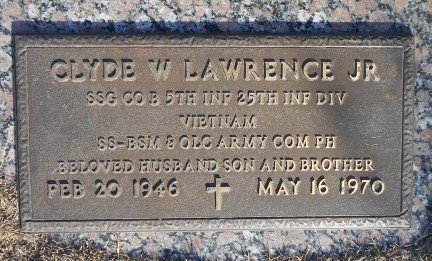 CLYDE W LAWRENCE JR
SSG CO B 5TH INF 25TH INF DIV
VIETNAM
SS-BSM & OLC ARMY COM PH
BELOVED HUSBAND SON AND BROTHER
FEB 20 1946 MAY 16 1970